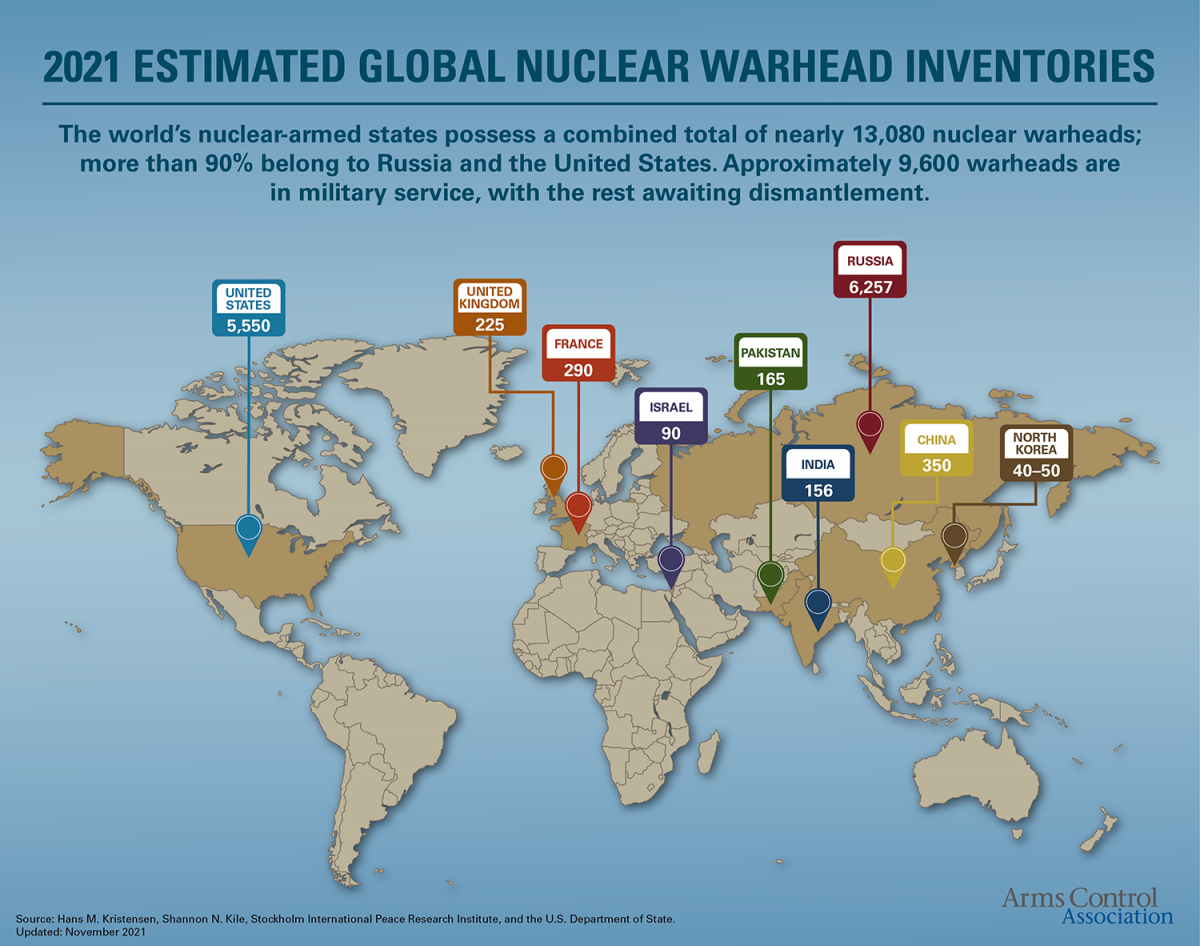 2021 ESTIMATED GLOBAL NUCLEAR WARHEAD INVENTORIES
The world's nuclear-armed states possess a combined total of nearly 13,080 nuclear warheads;
more than 90% belong to Russia and the United States. Approximately 9,600 warheads are
in military service, with the rest awaiting dismantlement.
RUSSIA
6,257
UNITED
STATES
5,550
UNITED
KINGDOM
225
FRANCE
290
PAKISTAN
165
ISRAEL
90
CHINA
350
NORTH
KOREA
40–50
INDIA
156
Arms Control
Association
Source: Hans M. Kristensen, Shannon N. Kile, Stockholm International Peace Research Institute, and the U.S. Department of State.
Updated: November 2021